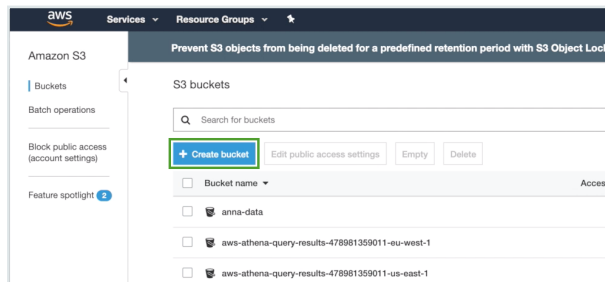 aws
Services
Resource Groups
Amazon S3
Prevent S3 objects from being deleted for a predefined retention period with S3 Object Loc
Buckets
Batch operations
Block public access
(account settings)
Feature spotlight 2
S3 buckets
Search for buckets
+ Create bucket
Edit public access settings
Empty
Delete
Bucket name
Acces
anna-data
aws-athena-query-results-478981359011-eu-west-1
aws-athena-query-results-478981359011-us-east-1